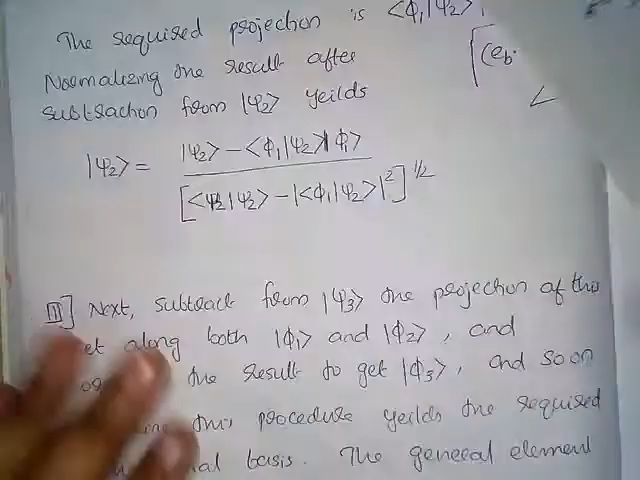 The required projection is <ϕ₁|ψ₂>,
Normalizing the result after
subtraction from |ψ₂> yeilds
|ψ₂> = |ψ₂> - <ϕ₁|ψ₂>|ϕ₁> / [<ψ₂|ψ₂> - |<ϕ₁|ψ₂>|²]^1/2
III] Next, subtract from |ψ₃> the projection of this
along both |ϕ₁> and |ϕ₂>, and
the result to get |ϕ₃>, and so on
this procedure yeilds the required
basis. The general element